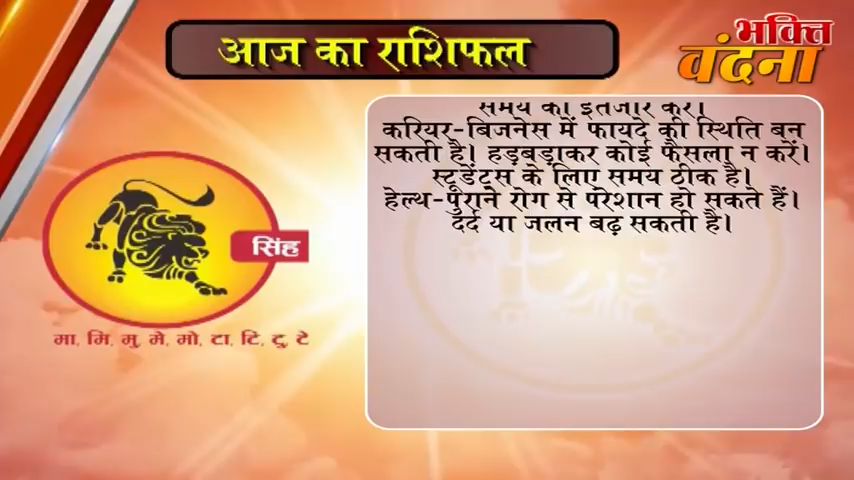 आज का राशिफल
भक्ति
वंदना
समय का इंतजार करें।
करियर-बिजनेस में फायदे की स्थिति बन
सकती है। हड़बड़ाकर कोई फैसला न करें।
स्टूडेंट्स के लिए समय ठीक है।
हेल्थ-पुराने रोग से परेशान हो सकते हैं।
दर्द या जलन बढ़ सकती है।
सिंह
मा, मि, मु, मे, मो, टा, टि, टु, टे